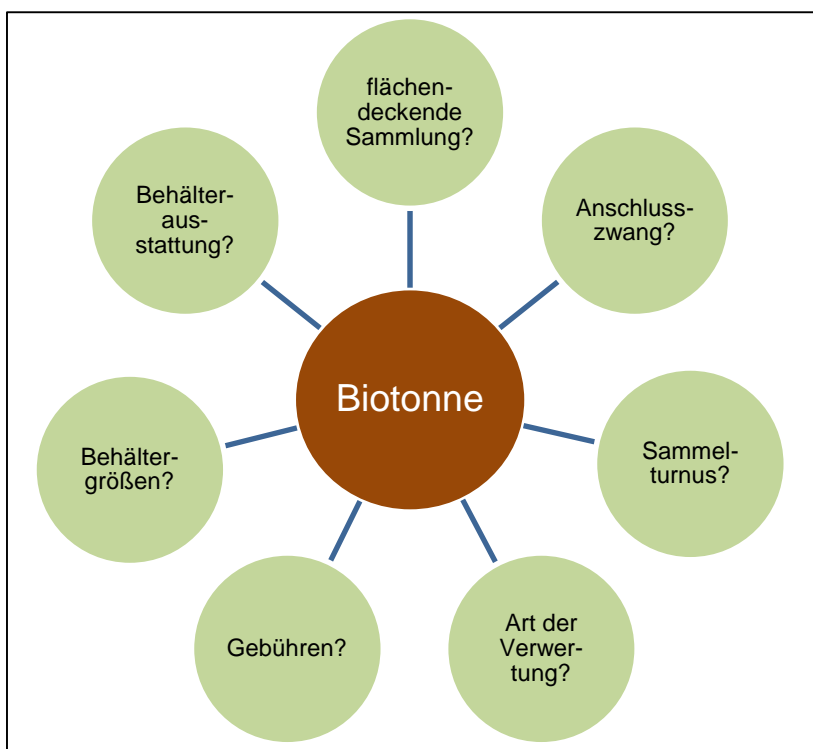 flächen-
deckende
Sammlung?
Behälter-
aus-
stattung?
Anschluss-
zwang?
Biotonne
Behälter-
größen?
Sammel-
turnus?
Gebühren?
Art der
Verwer-
tung?